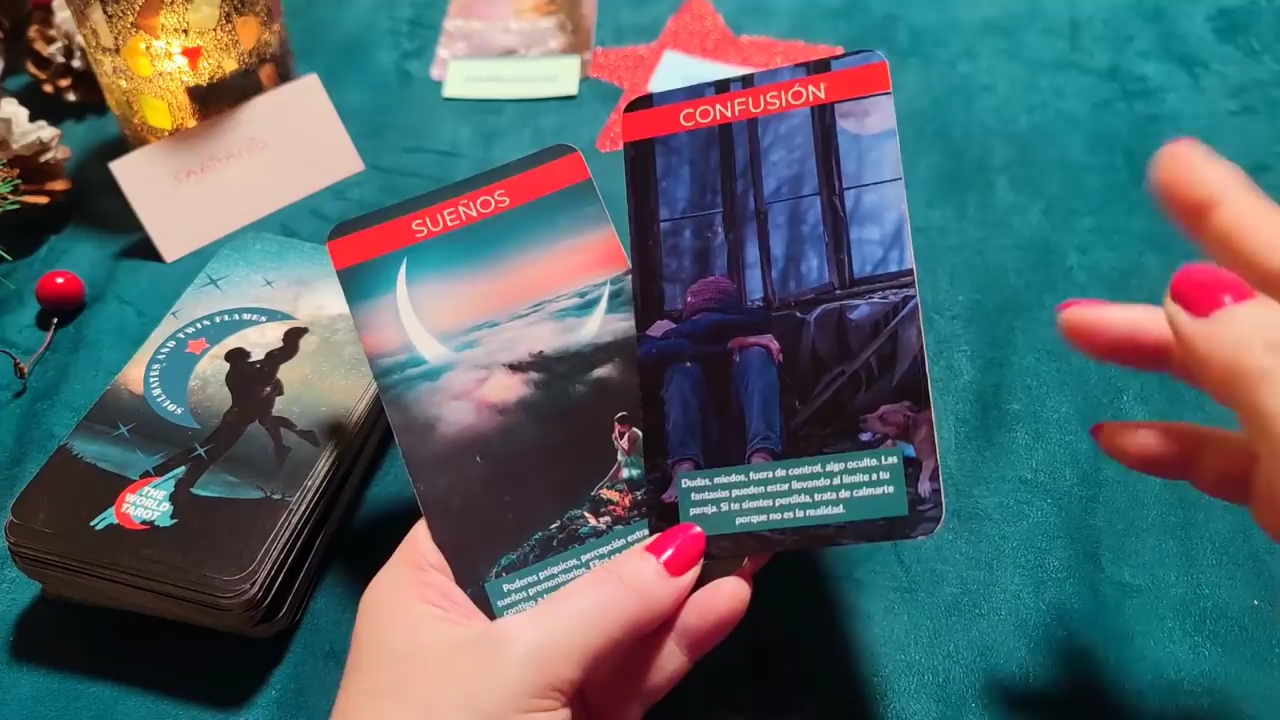 CONFUSIÓN
SUEÑOS
SOULMATES AND TWIN FLAMES
THE
WORLD
TAROT
Dudas, miedos, fuera de control, algo oculto. Las
fantasías pueden estar llevando al límite a tu
pareja. Si te sientes perdida, trata de calmarte
porque no es la realidad.
Poderes psíquicos, percepción extra
sueños premonitorios. Ellos
contigo a